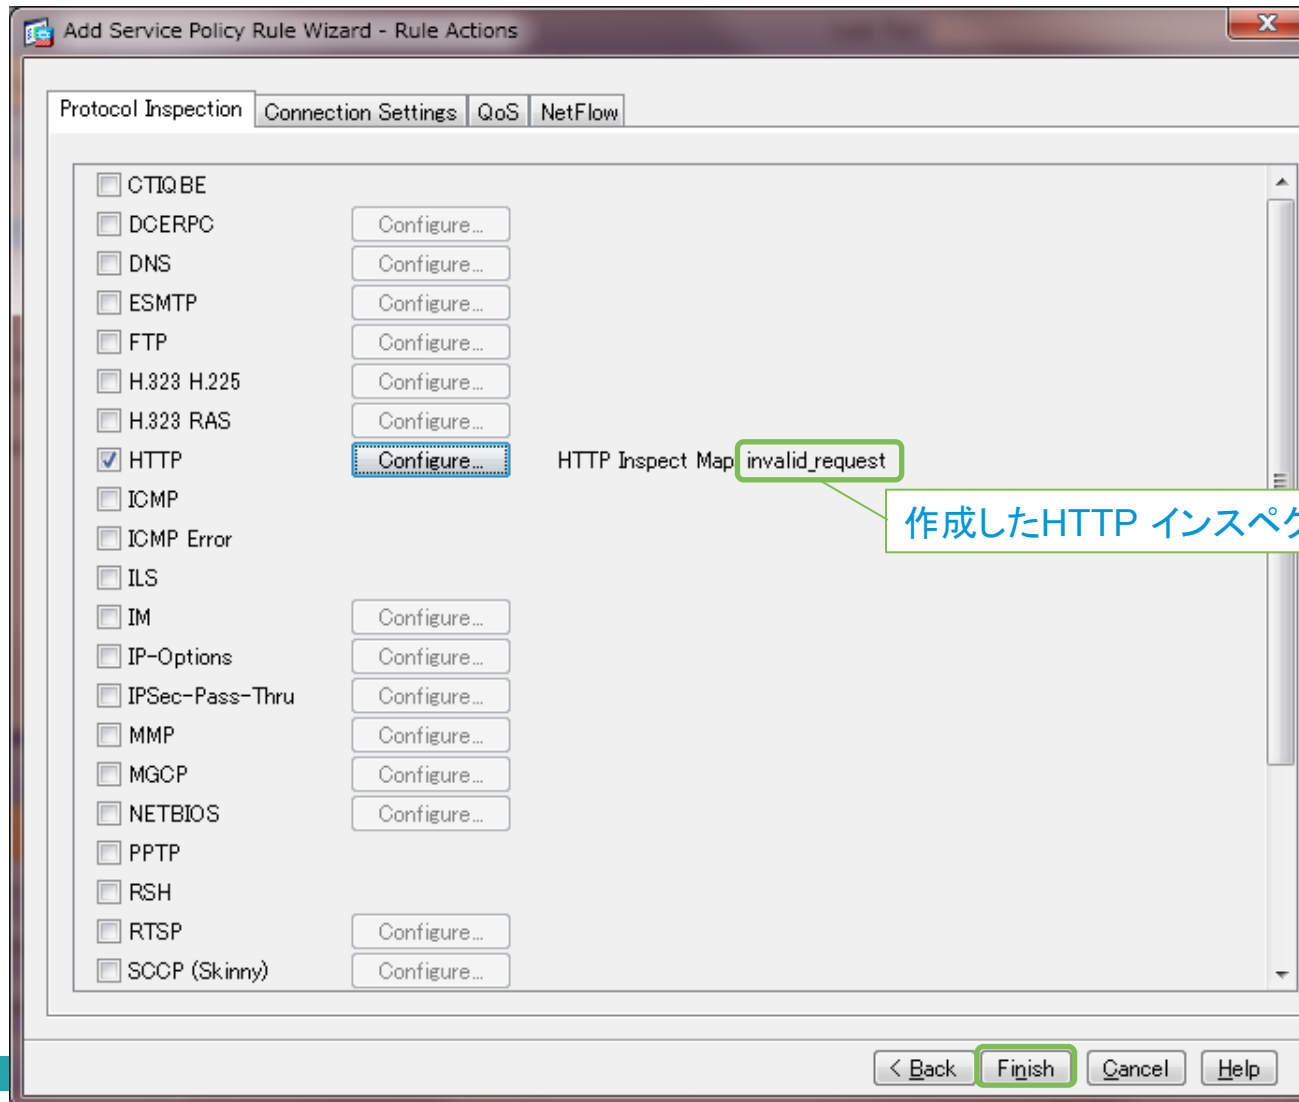 Add Service Policy Rule Wizard - Rule Actions
Protocol Inspection Connection Settings QoS NetFlow
CTIQBE
DCERPC Configure...
DNS Configure...
ESMTP Configure...
FTP Configure...
H.323 H.225 Configure...
H.323 RAS Configure...
HTTP Configure... HTTP Inspect Map invalid_request
ICMP
作成したHTTP インスペク
ICMP Error
ILS
IM Configure...
IP-Options Configure...
IPSec-Pass-Thru Configure...
MMP Configure...
MGCP Configure...
NETBIOS Configure...
PPTP
RSH
RTSP Configure...
SCCP (Skinny) Configure...
< Back Finish Cancel Help